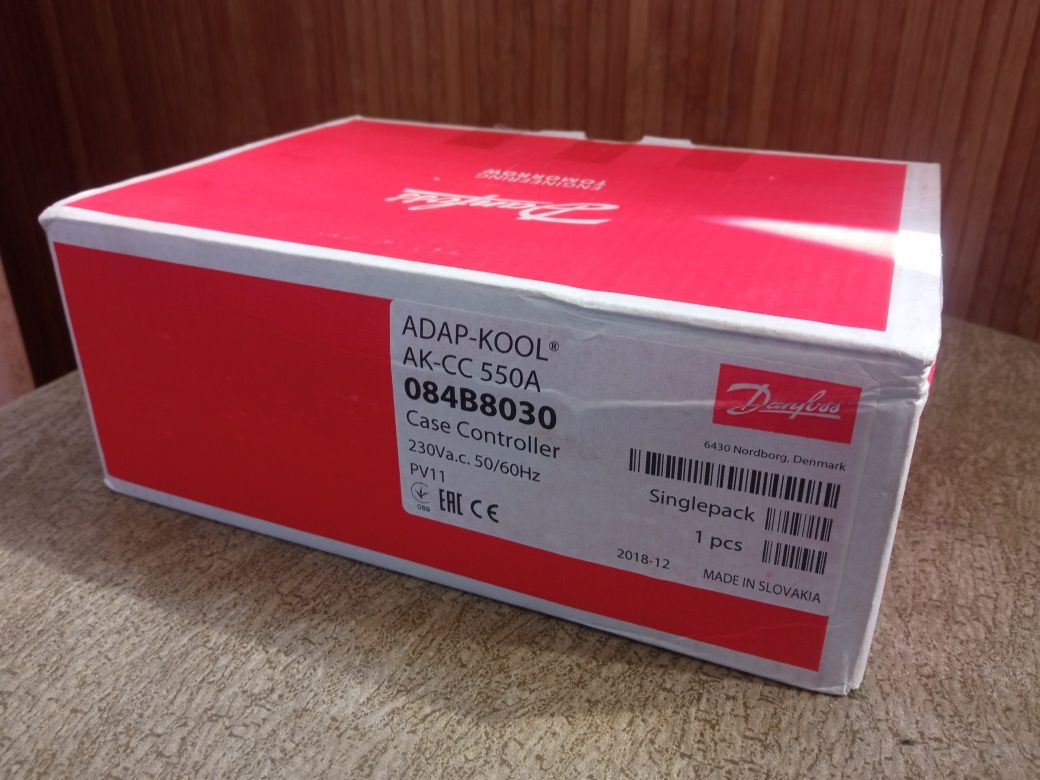 Danfoss
ENGINEERING
TOMORROW
ADAP-KOOL®
AK-CC 550A
084B8030
Case Controller
230Va.c. 50/60Hz
PV11
089
EAC CE
Danfoss
6430 Nordborg, Denmark
Singlepack
1 pcs
2018-12
MADE IN SLOVAKIA